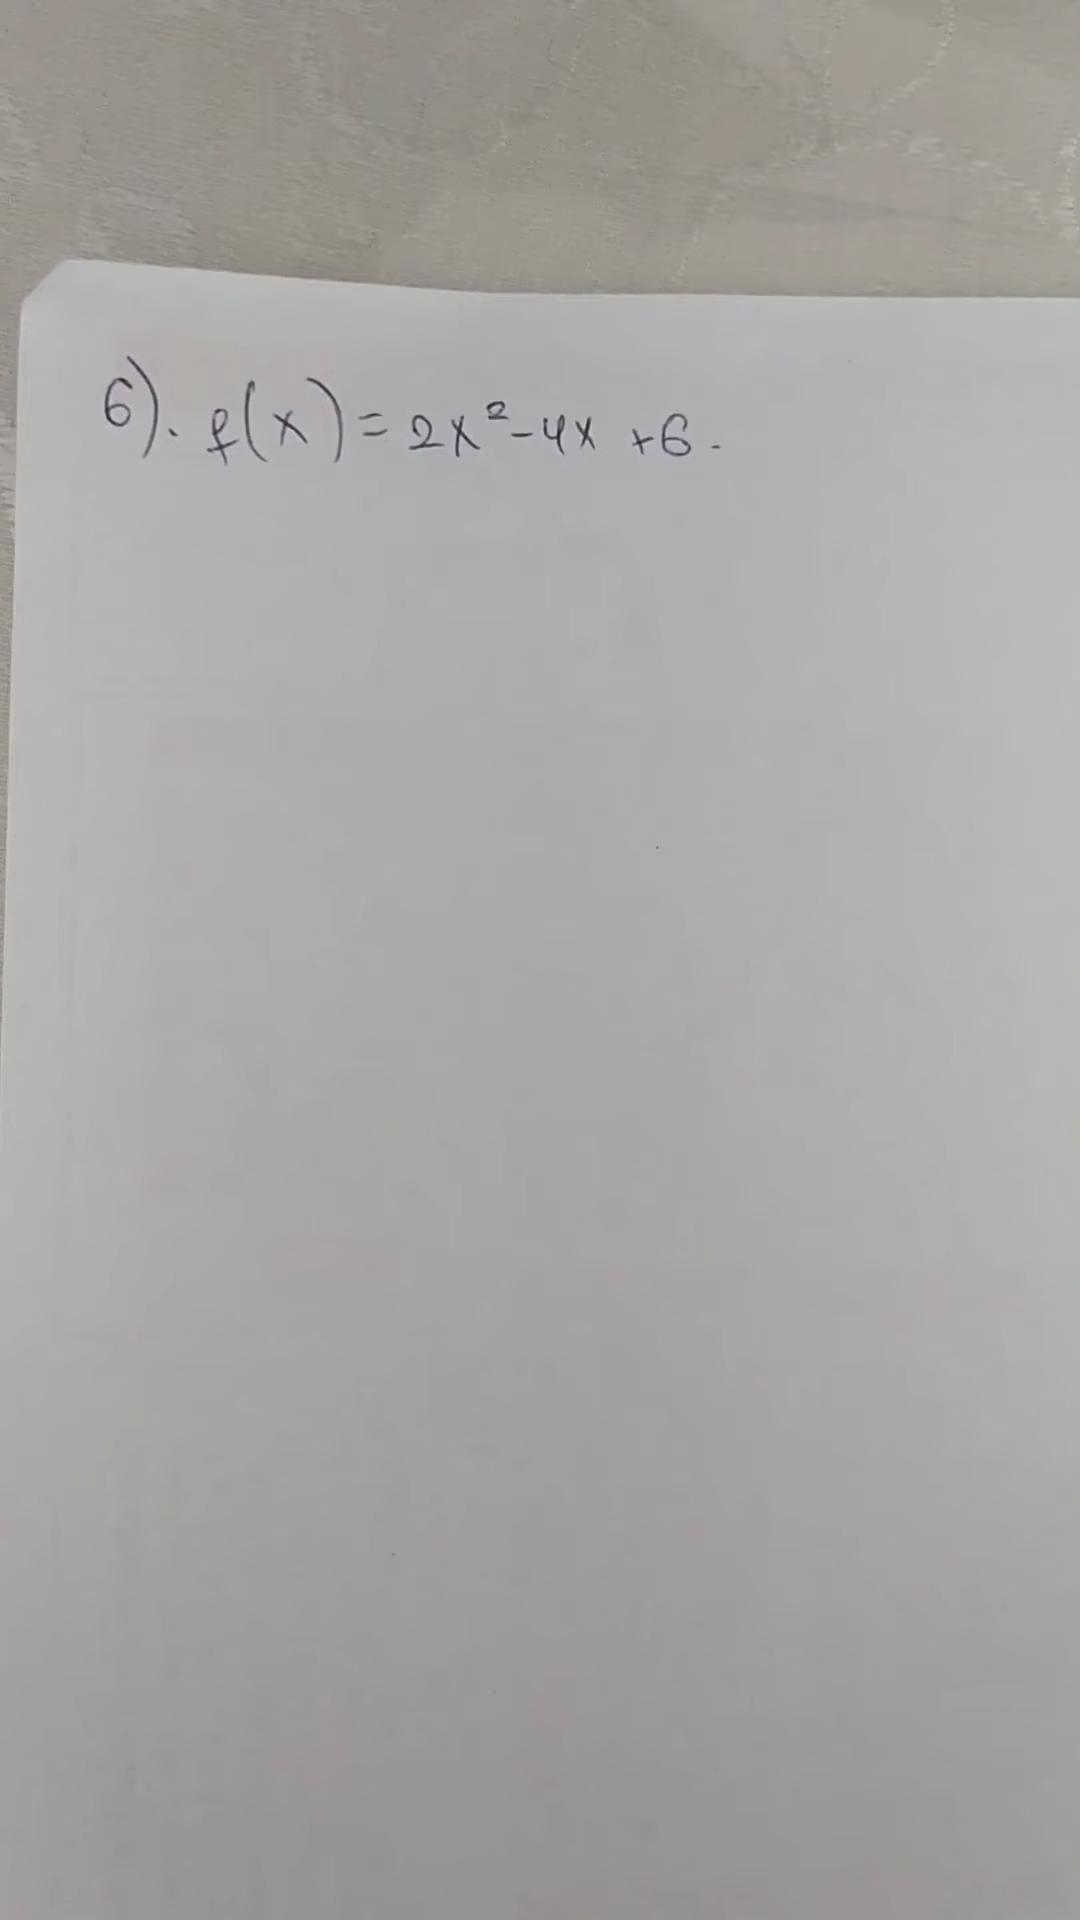 6). f(x) = 2x²-4x +6.